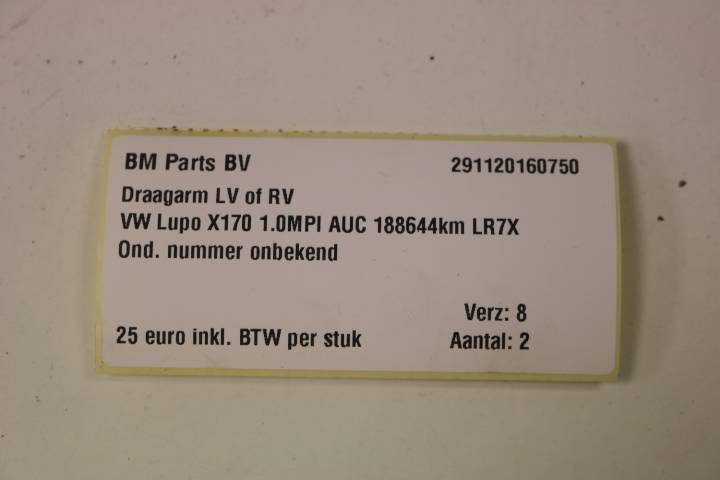 BM Parts BV 291120160750
Draagarm LV of RV
VW Lupo X170 1.0MPI AUC 188644km LR7X
Ond. nummer onbekend
Verz: 8
25 euro inkl. BTW per stuk Aantal: 2